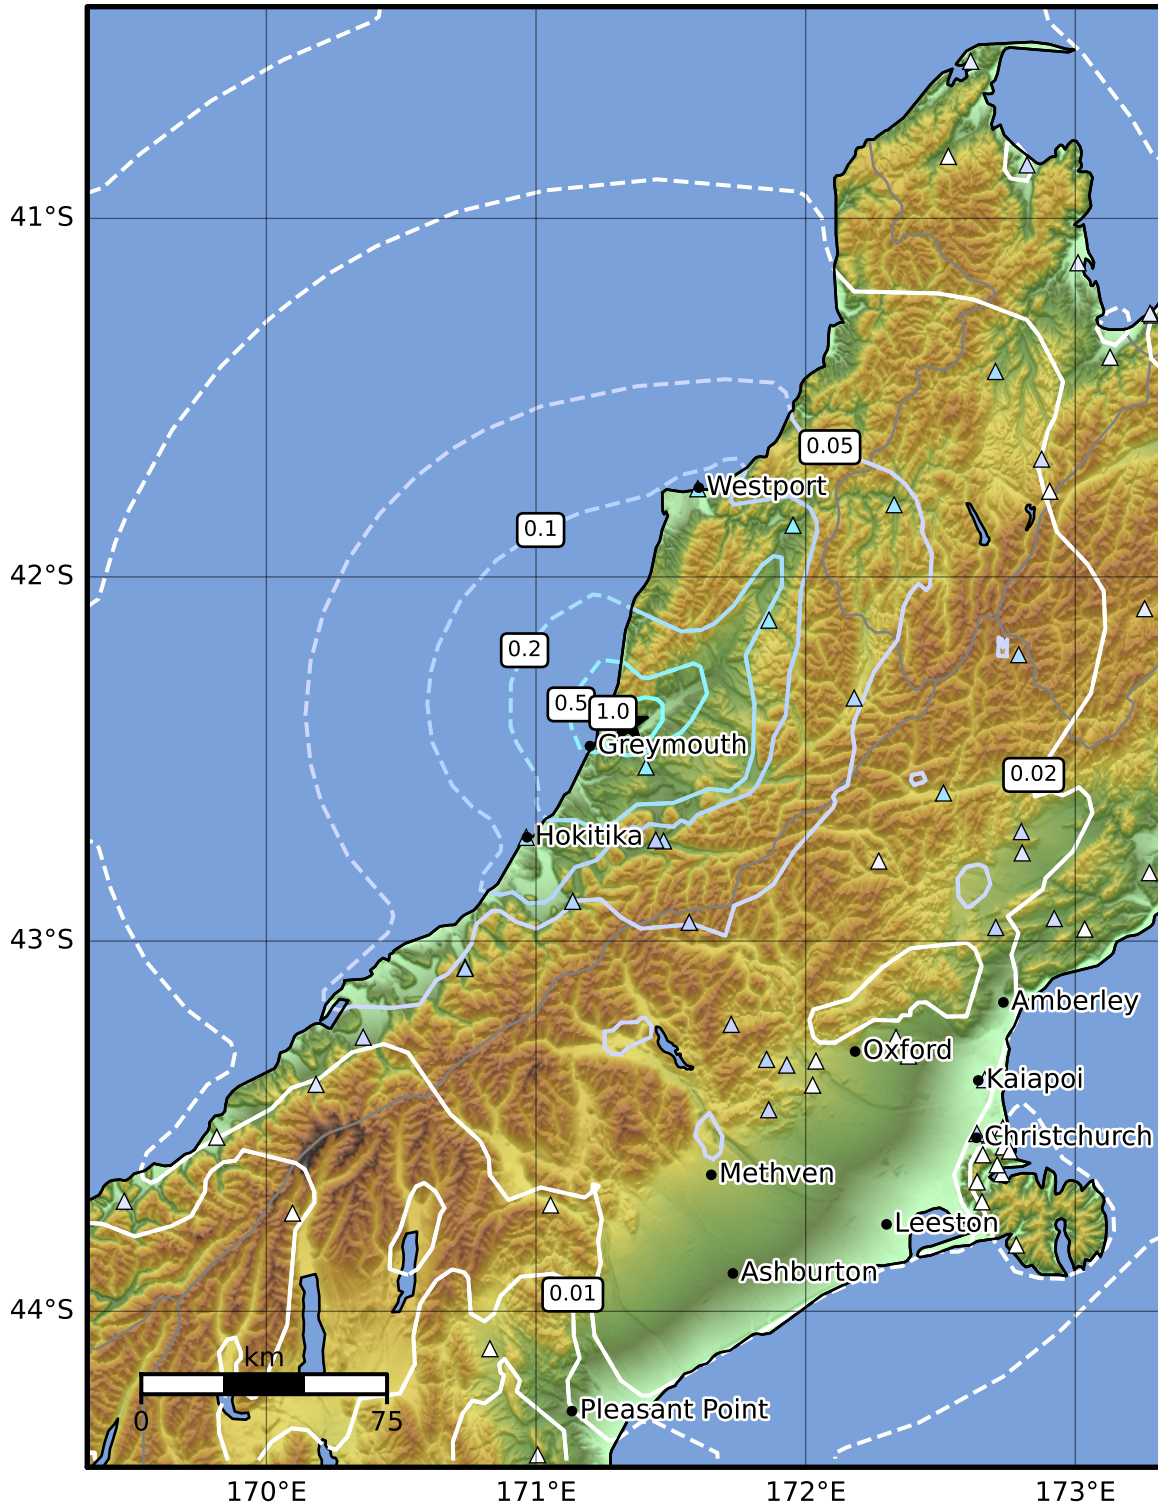 41°S
0.05
Westport
0.1
42°S
0.2
0.5
1.0
Greymouth
0.02
Hokitika
43°S
Amberley
Oxford
Kaiapoi
Christchurch
Methven
Leeston
Ashburton
0.01
44°S
km
0
75
Pleasant Point
170°E
171°E
172°E
173°E